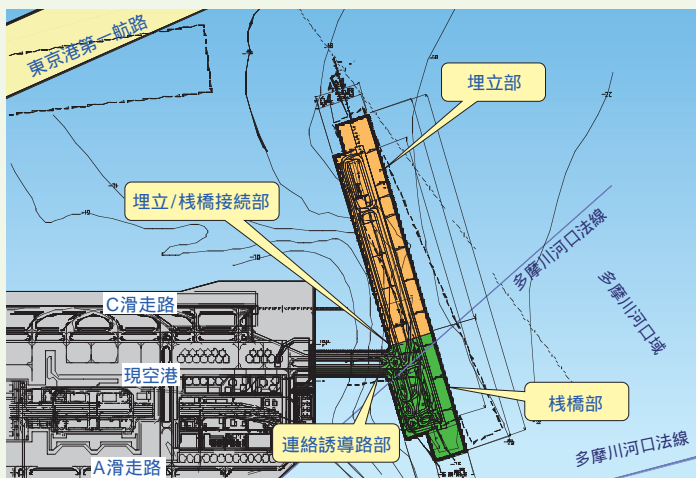 東京港第一航路
埋立部
埋立/桟橋接続部
多摩川河口法線
多摩川河口域
C滑走路
現空港
桟橋部
連絡誘導路部
A滑走路
多摩川河口法線